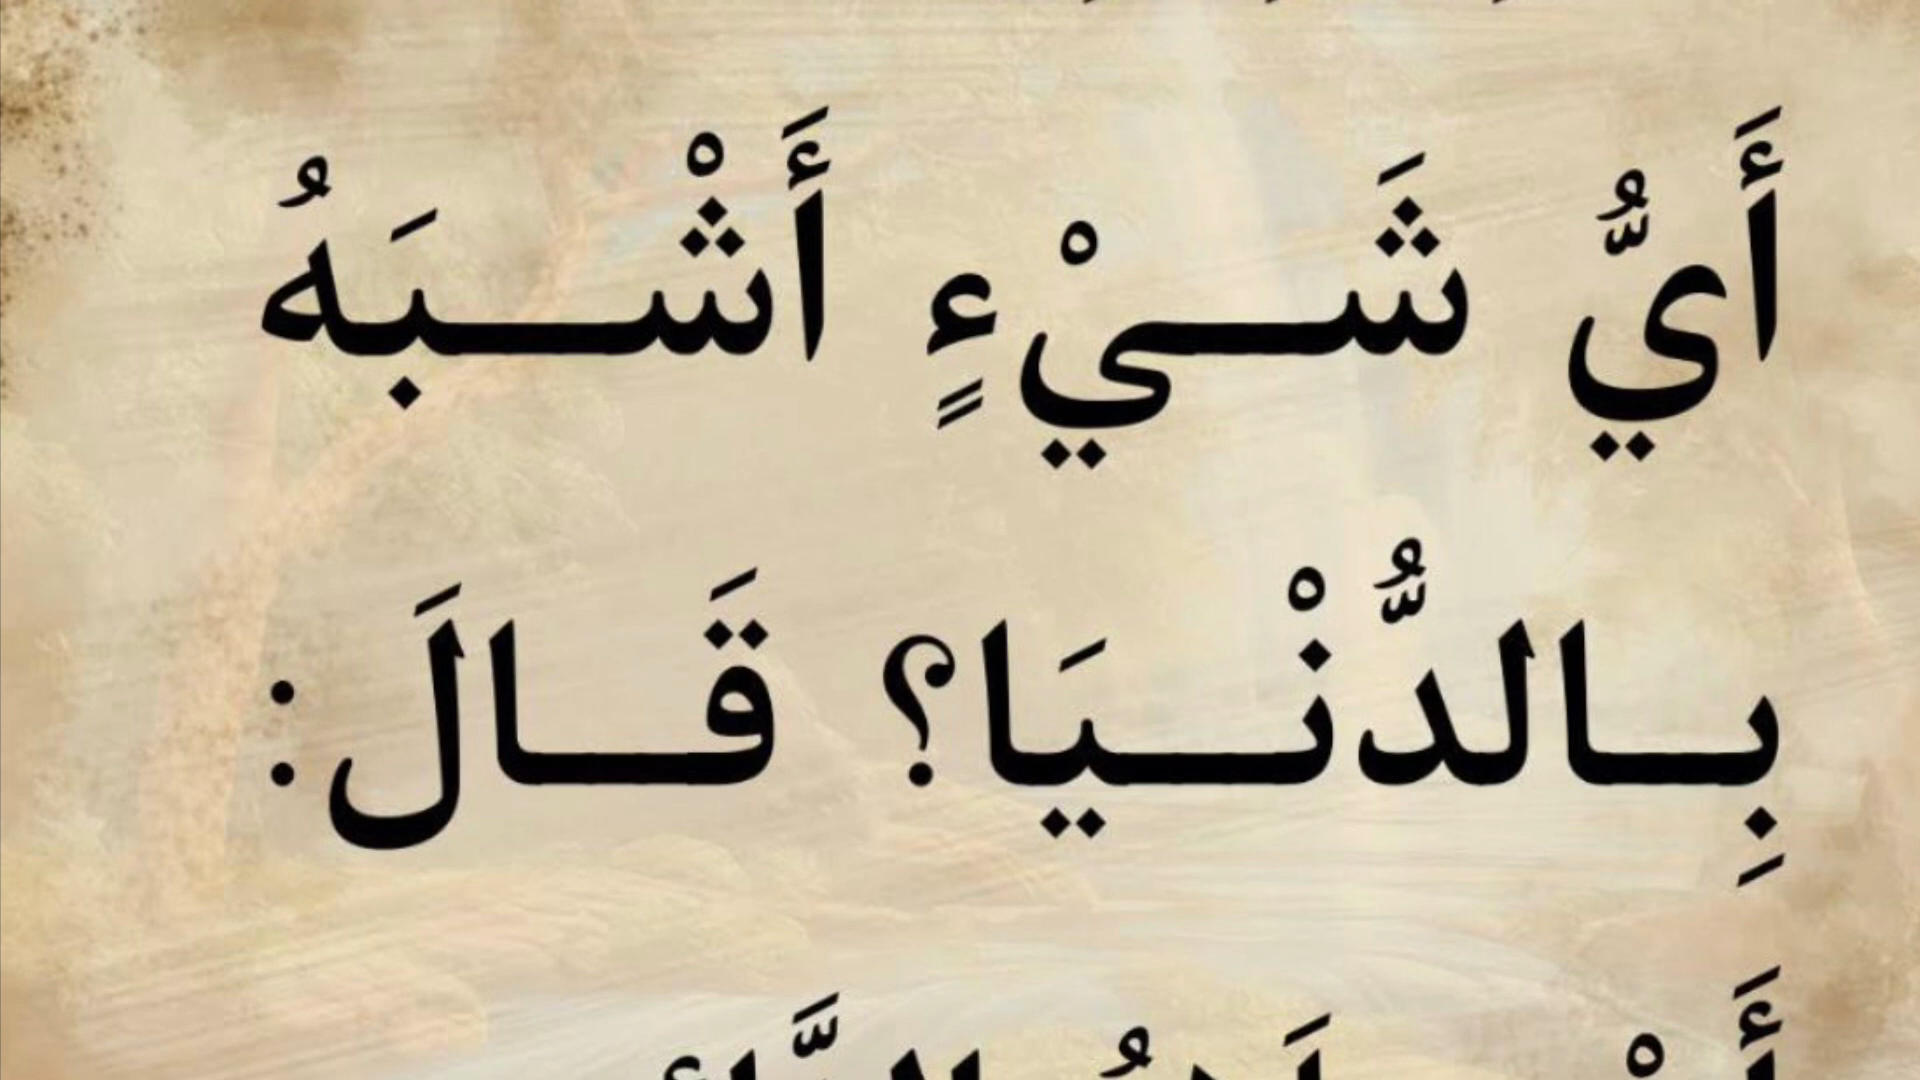 أَيُّ شَــيْءٍ أَشْــبَهُ
بِــالدُّنْــيَا؟ قَــالَ: